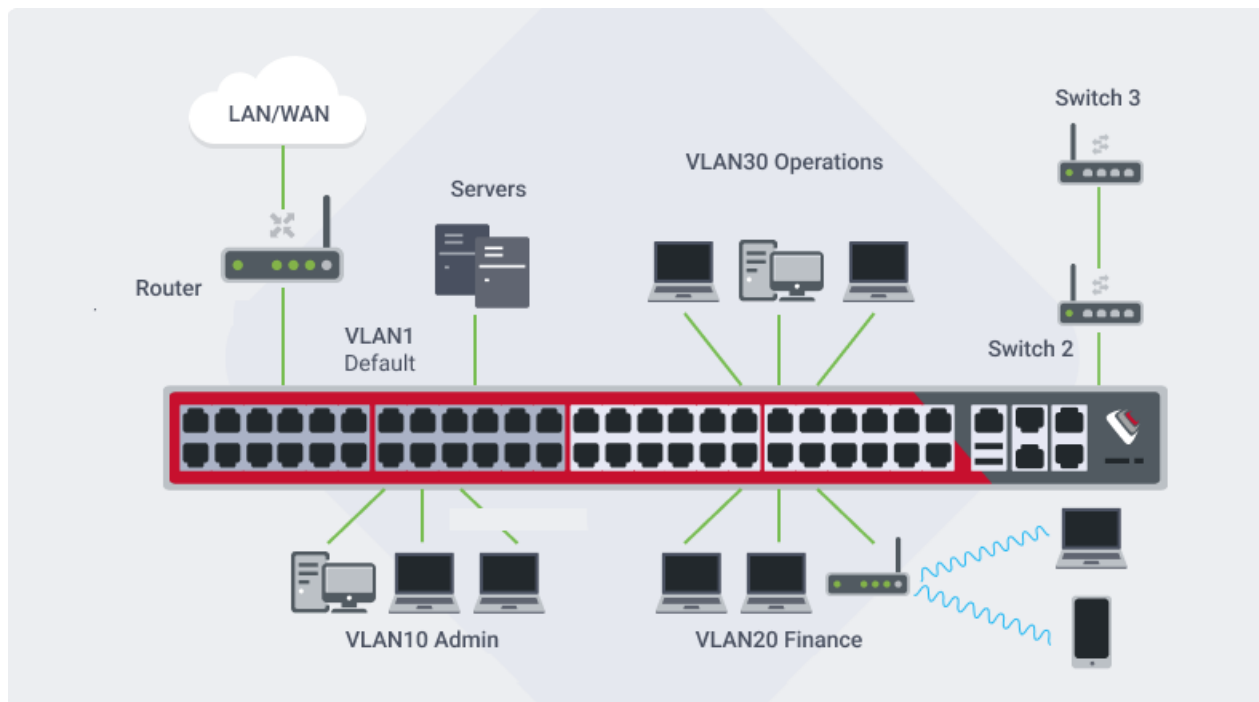 LAN/WAN
Switch 3
VLAN30 Operations
Servers
Router
VLAN1
Default
Switch 2
VLAN10 Admin
VLAN20 Finance